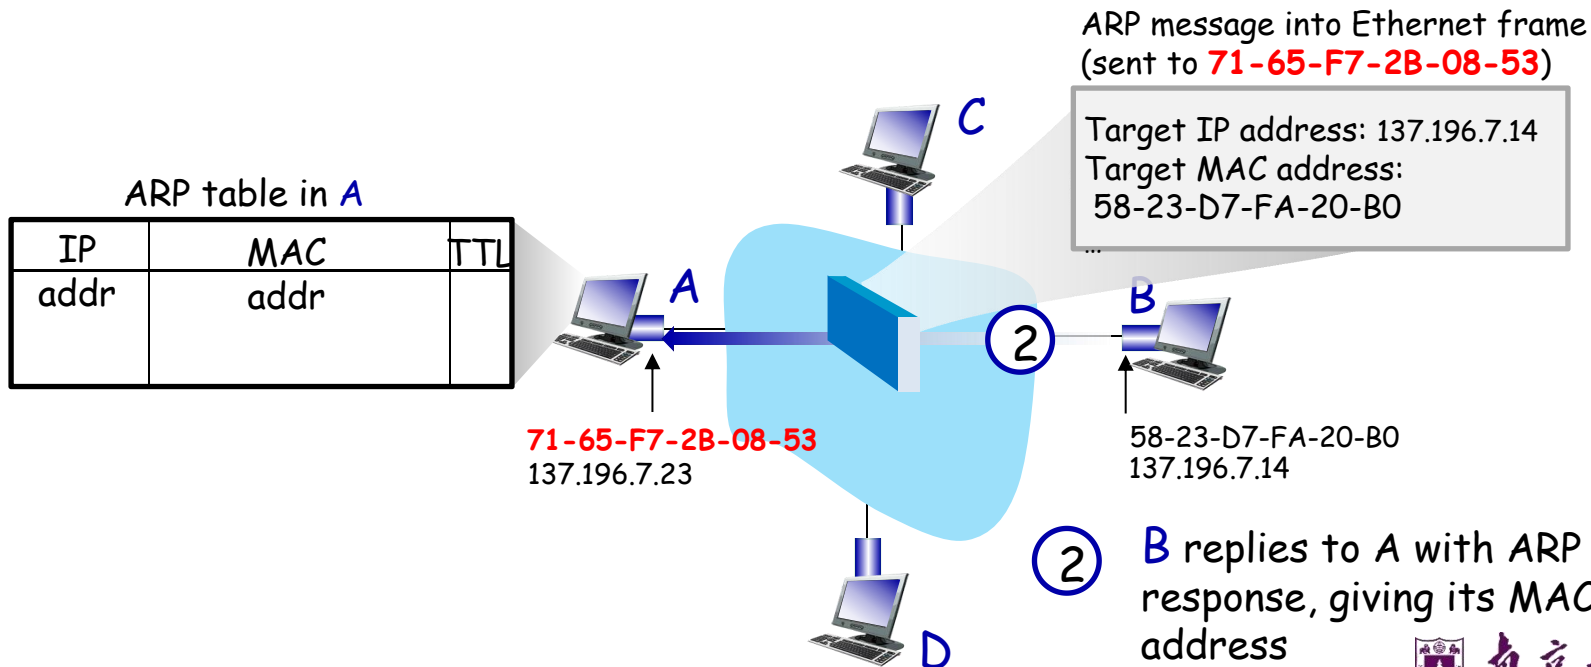 ARP message into Ethernet frame
(sent to 71-65-F7-2B-08-53)
Target IP address: 137.196.7.14
Target MAC address:
58-23-D7-FA-20-B0
...
C
ARP table in A
IP MAC TTL
addr addr
A
B
2
71-65-F7-2B-08-53
137.196.7.23
58-23-D7-FA-20-B0
137.196.7.14
2 B replies to A with ARP
response, giving its MAC
address
D
南京